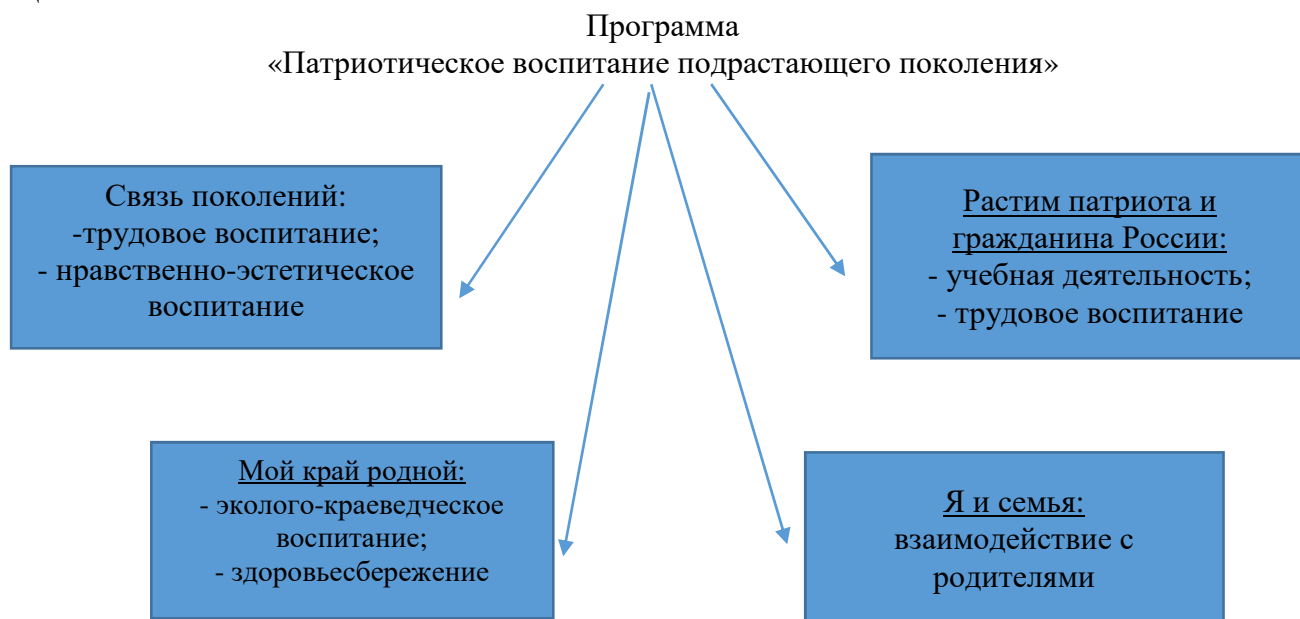 Программа
«Патриотическое воспитание подрастающего поколения»
Связь поколений:
-трудовое воспитание;
- нравственно-эстетическое
воспитание
Растим патриота и
гражданина России:
- учебная деятельность;
- трудовое воспитание
Мой край родной:
- эколого-краеведческое
воспитание;
- здоровьесбережение
Я и семья:
взаимодействие с
родителями